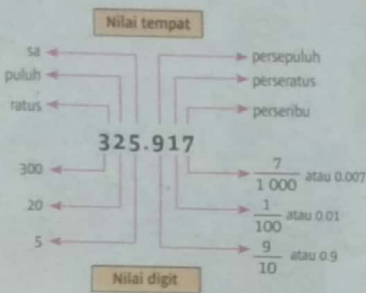 Nilai tempat
sa
puluh
ratus
persepuluh
perseratus
perseribu
325.917
300
20
5
7/1 000 atau 0.007
1/100 atau 0.01
9/10 atau 0.9
Nilai digit